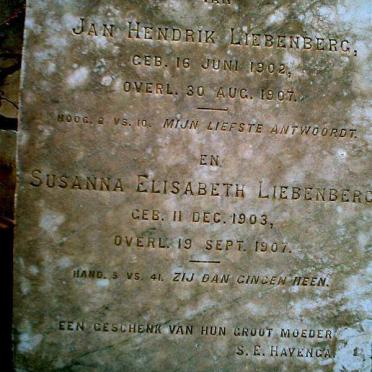 VAN
JAN HENDRIK LIEBENBERG,
GEB. 16 JUNI 1902,
OVERL. 30 AUG. 1907.
HOOG. 2 VS. 10. MIJN LIEFSTE ANTWOORDT.
EN
SUSANNA ELISABETH LIEBENBERG
GEB. 11 DEC. 1903,
OVERL. 19 SEPT. 1907.
HAND. 5 VS. 41. ZIJ DAN GINGEN HEEN.
EEN GESCHENK VAN HUN GROOT MOEDER
S. E. HAVENGA.